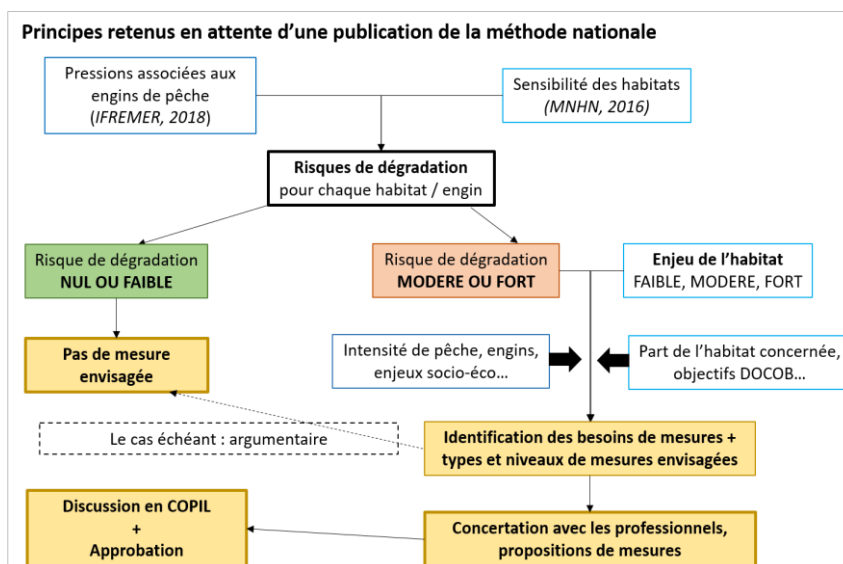 Principes retenus en attente d'une publication de la méthode nationale
Pressions associées aux
engins de pêche
(IFREMER, 2018)
Sensibilité des habitats
(MNHN, 2016)
Risques de dégradation
pour chaque habitat / engin
Risque de dégradation
NUL OU FAIBLE
Risque de dégradation
MODERE OU FORT
Enjeu de l'habitat
FAIBLE, MODERE, FORT
Pas de mesure
envisagée
Intensité de pêche, engins,
enjeux socio-éco...
Part de l'habitat concernée,
objectifs DOCOB...
Le cas échéant : argumentaire
Identification des besoins de mesures +
types et niveaux de mesures envisagées
Discussion en COPIL
+
Approbation
Concertation avec les professionnels,
propositions de mesures